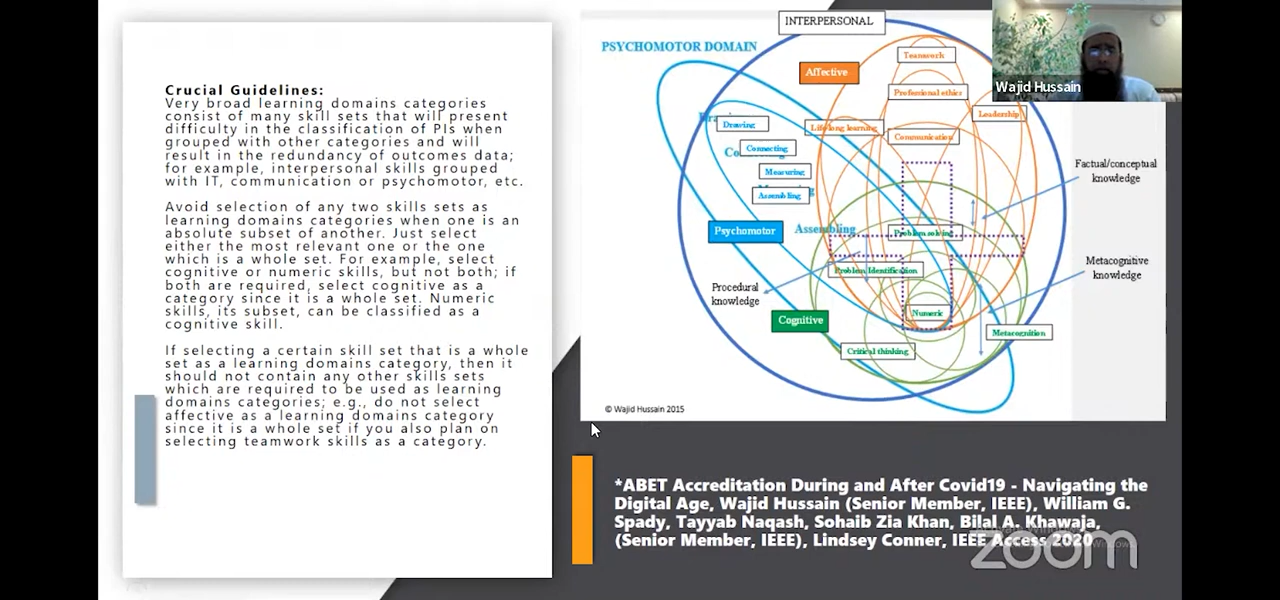 Crucial Guidelines:
Very broad learning domains categories
consist of many skill sets that will present
difficulty in the classification of PIs when
grouped with other categories and will
result in the redundancy of outcomes data;
for example, interpersonal skills grouped
with IT, communication or psychomotor, etc.
Avoid selection of any two skills sets as
learning domains categories when one is an
absolute subset of another. Just select
either the most relevant one or the one
which is a whole set. For example, select
cognitive or numeric skills, but not both; if
both are required, select cognitive as a
category since it is a whole set. Numeric
skills, its subset, can be classified as a
cognitive skill.
If selecting a certain skill set that is a whole
set as a learning domains category, then it
should not contain any other skills sets
which are required to be used as learning
domains categories; e.g., do not select
affective as a learning domains category
since it is a whole set if you also plan on
selecting teamwork skills as a category.
INTERPERSONAL
PSYCHOMOTOR DOMAIN
Affective
Teamwork
Professional ethics
Leadership
Lifelong learning
Communication
Drawing
Connecting
Measuring
Assembling
Psychomotor
Assembling
Problem solving
Problem Identification
Procedural
knowledge
Numeric
Cognitive
Critical thinking
Metacognition
Factual/conceptual
knowledge
Metacognitive
knowledge
© Wajid Hussain 2015
Wajid Hussain
*ABET Accreditation During and After Covid19 - Navigating the
Digital Age, Wajid Hussain (Senior Member, IEEE), William G.
Spady, Tayyab Naqash, Sohaib Zia Khan, Bilal A. Khawaja,
(Senior Member, IEEE), Lindsey Conner, IEEE Access 2020
zoom